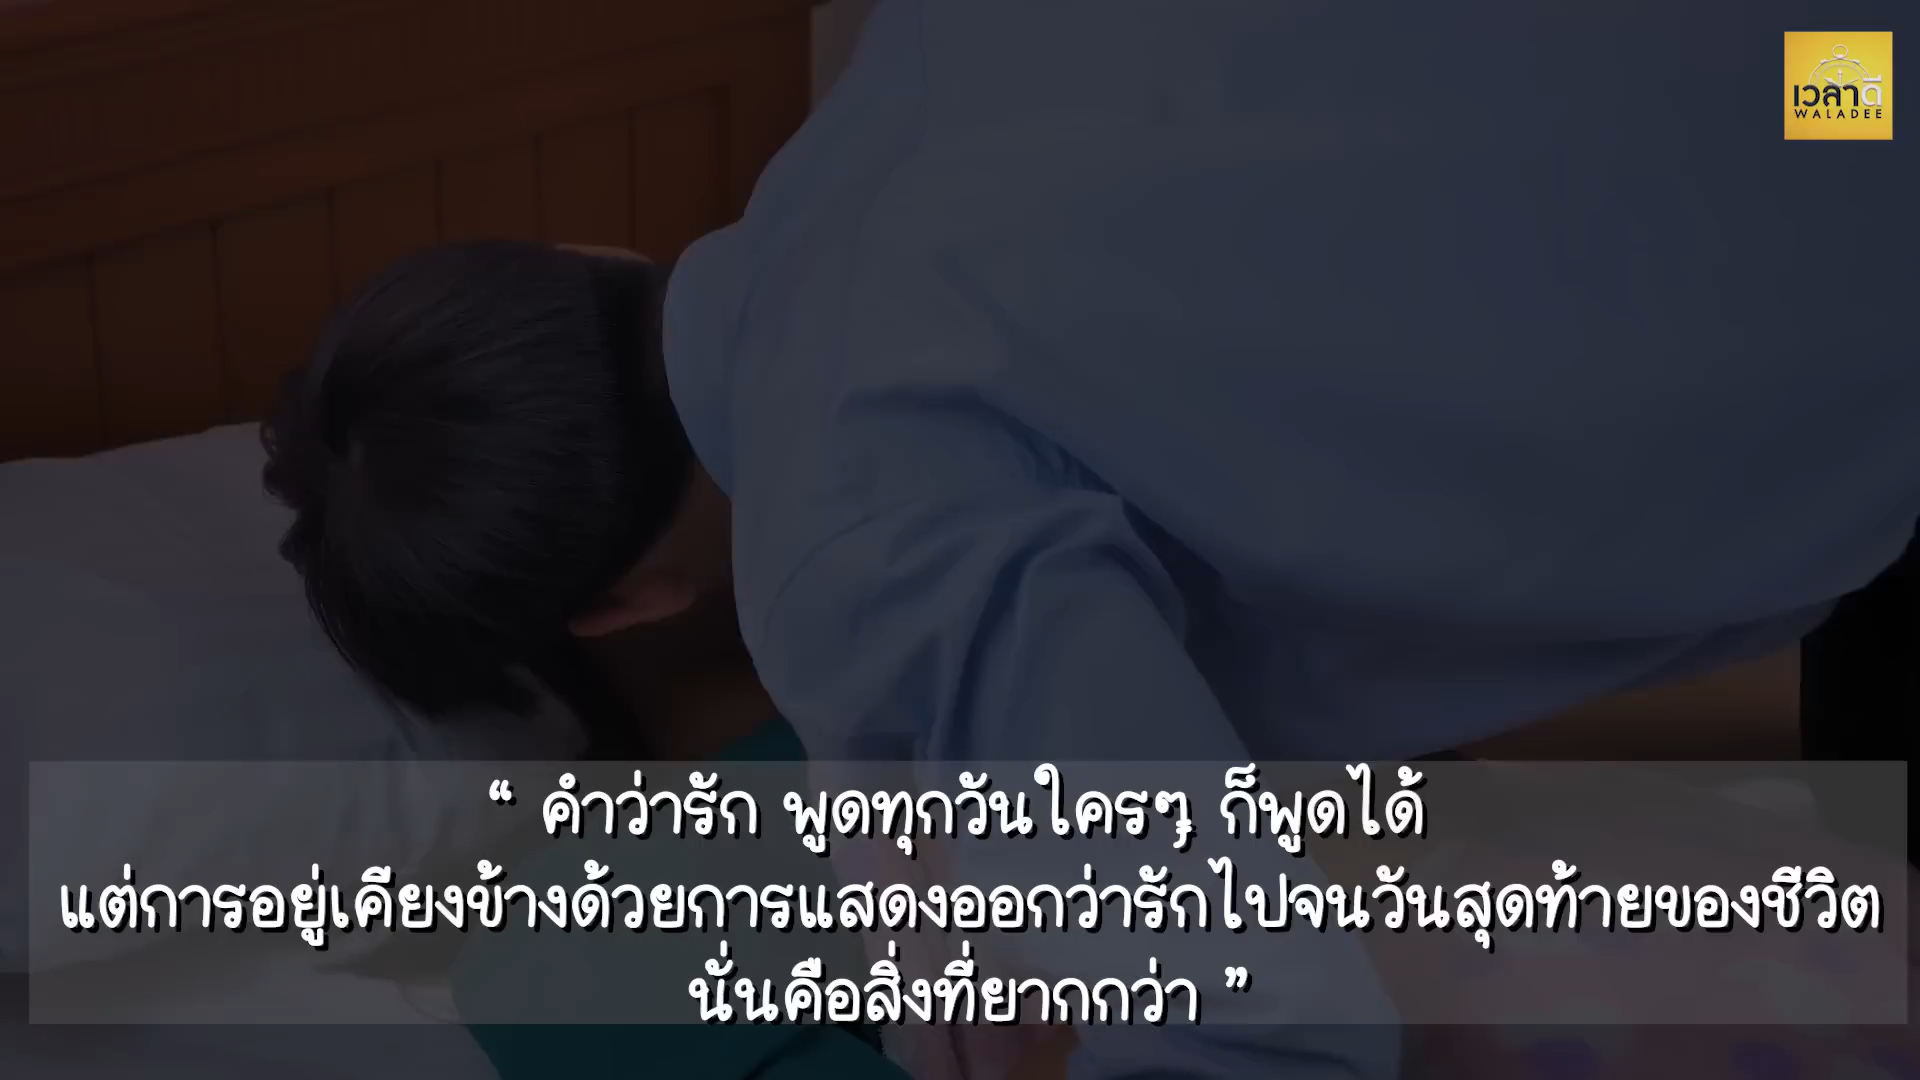 เวลาดี
WALADEE
“ คำว่ารัก พูดทุกวันใครๆ ก็พูดได้
แต่การอยู่เคียงข้างด้วยการแสดงออกว่ารักไปจนวันสุดท้ายของชีวิต
นั่นคือสิ่งที่ยากกว่า ”